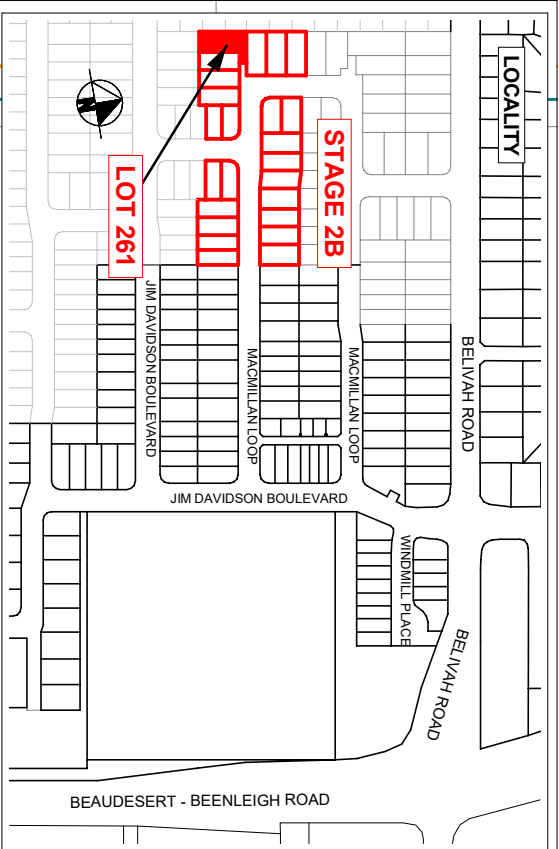 LOCALITY
STAGE 2B
LOT 261
N
BELIVAH ROAD
JIM DAVIDSON BOULEVARD
MACMILLAN LOOP
MACMILLAN LOOP
JIM DAVIDSON BOULEVARD
WINDMILL PLACE
BELIVAH ROAD
BEAUDESERT - BEENLEIGH ROAD